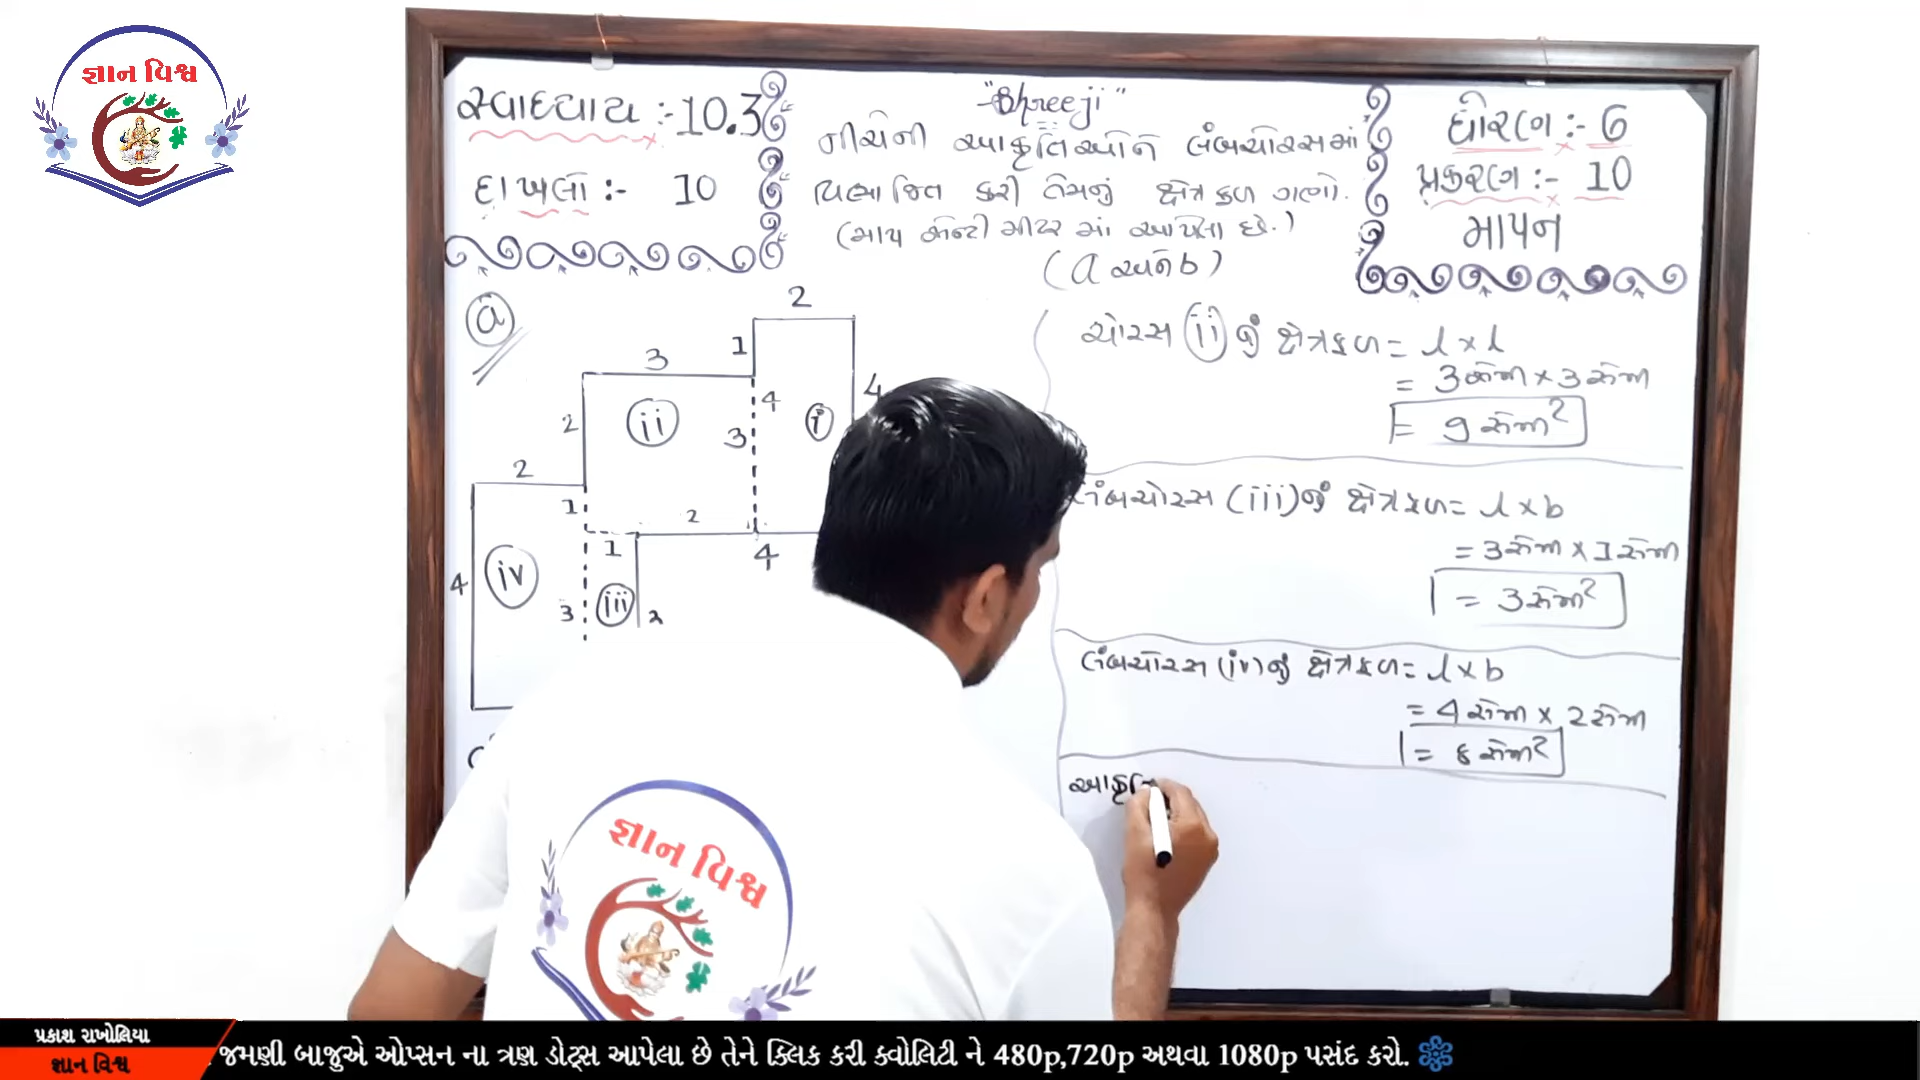 જ્ઞાન વિશ્વ
સ્વાધ્યાય :- 10.3
દાખલો :- 10
"Shreeji"
નીચેની આકૃતિઓને લંબચોરસમાં
વિભાજિત કરી તેમનું ક્ષેત્રફળ ગણો.
(માપ સેન્ટીમીટર માં આપેલા છે.)
(a અને b)
ધોરણ :- 6
પ્રકરણ :- 10
માપન
a
2
1
3
4
4
2
ii
3
i
2
1
2
1
4
iv
4
3
iii
2
ચોરસ (ii) નું ક્ષેત્રફળ = l x l
= 3 સેમી x 3 સેમી
= 9 સેમી²
લંબચોરસ (iii)નું ક્ષેત્રફળ = l x b
= 3 સેમી x 1 સેમી
= 3 સેમી²
લંબચોરસ (iv)નું ક્ષેત્રફળ = l x b
= 4 સેમી x 2 સેમી
= 8 સેમી²
આકૃતિ
જ્ઞાન વિશ્વ
પ્રકાશ રાખોલિયા
જ્ઞાન વિશ્વ
જમણી બાજુએ ઓપ્સન ના ત્રણ ડોટ્સ આપેલા છે તેને ક્લિક કરી ક્વોલિટી ને 480p,720p અથવા 1080p પસંદ કરો.